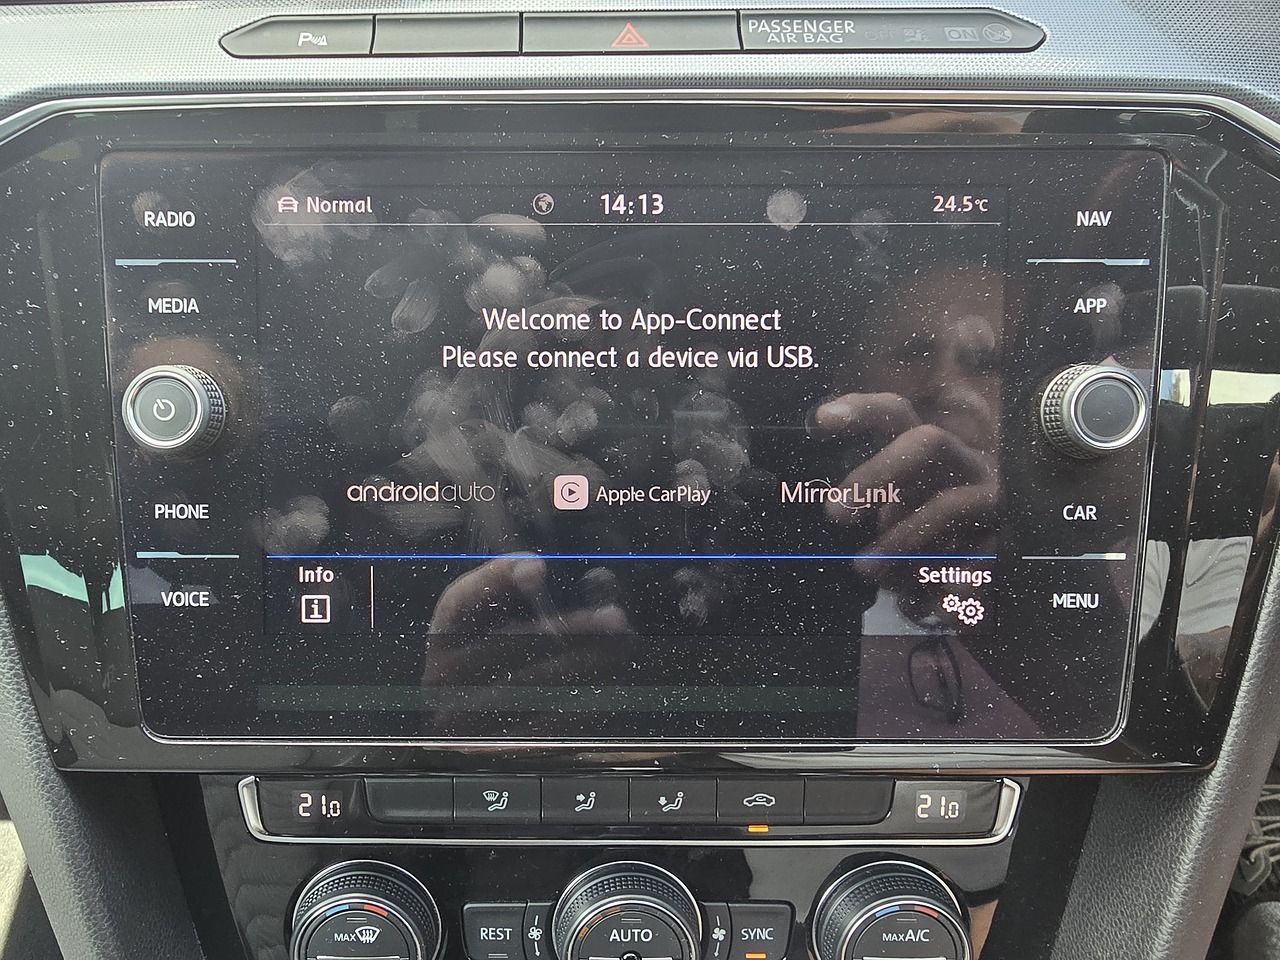 P
PASSENGER
AIR BAG
OFF
ON
RADIO
Normal
14:13
24.5°C
NAV
MEDIA
APP
Welcome to App-Connect
Please connect a device via USB.
androidauto
Apple CarPlay
MirrorLink
PHONE
CAR
Info
Settings
VOICE
i
MENU
21.0
21.0
MAX
REST
AUTO
SYNC
MAX A/C